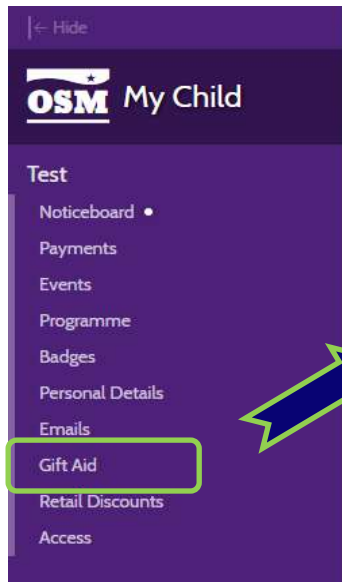 ← Hide
OSM My Child
Test
Noticeboard
Payments
Events
Programme
Badges
Personal Details
Emails
Gift Aid
Retail Discounts
Access